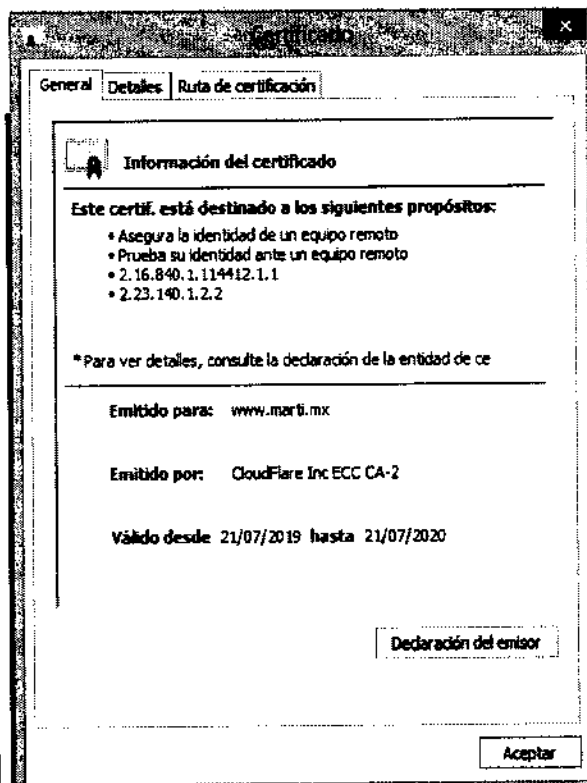 Certificado
General Detalles Ruta de certificación
Información del certificado
Este certif. está destinado a los siguientes propósitos:
• Asegura la identidad de un equipo remoto
• Prueba su identidad ante un equipo remoto
• 2.16.840.1.114412.1.1
• 2.23.140.1.2.2
* Para ver detalles, consulte la declaración de la entidad de ce
Emitido para: www.marti.mx
Emitido por: CloudFlare Inc ECC CA-2
Válido desde 21/07/2019 hasta 21/07/2020
Declaración del emisor
Aceptar